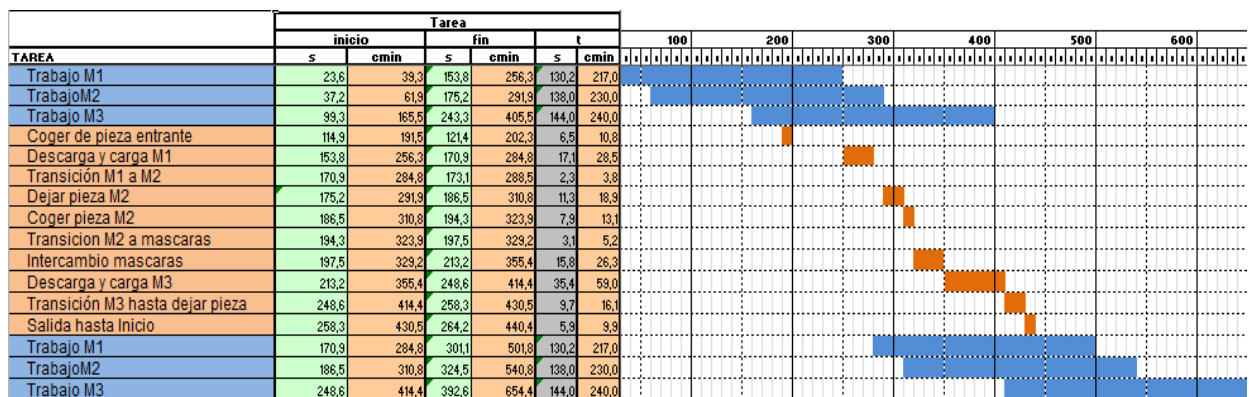 Tarea
inicio fin t 100 200 300 400 500 600
TAREA s cmin s cmin s cmin
Trabajo M1 23,6 39,3 153,8 256,3 130,2 217,0
TrabajoM2 37,2 61,9 175,2 291,9 138,0 230,0
Trabajo M3 99,3 165,5 243,3 405,5 144,0 240,0
Coger de pieza entrante 114,9 191,5 121,4 202,3 6,5 10,8
Descarga y carga M1 153,8 256,3 170,9 284,8 17,1 28,5
Transición M1 a M2 170,9 284,8 173,1 288,5 2,3 3,8
Dejar pieza M2 175,2 291,9 186,5 310,8 11,3 18,9
Coger pieza M2 186,5 310,8 194,3 323,9 7,9 13,1
Transicion M2 a mascaras 194,3 323,9 197,5 329,2 3,1 5,2
Intercambio mascaras 197,5 329,2 213,2 355,4 15,8 26,3
Descarga y carga M3 213,2 355,4 248,6 414,4 35,4 59,0
Transición M3 hasta dejar pieza 248,6 414,4 258,3 430,5 9,7 16,1
Salida hasta Inicio 258,3 430,5 264,2 440,4 5,9 9,9
Trabajo M1 170,9 284,8 301,1 501,8 130,2 217,0
TrabajoM2 186,5 310,8 324,5 540,8 138,0 230,0
Trabajo M3 248,6 414,4 392,6 654,4 144,0 240,0